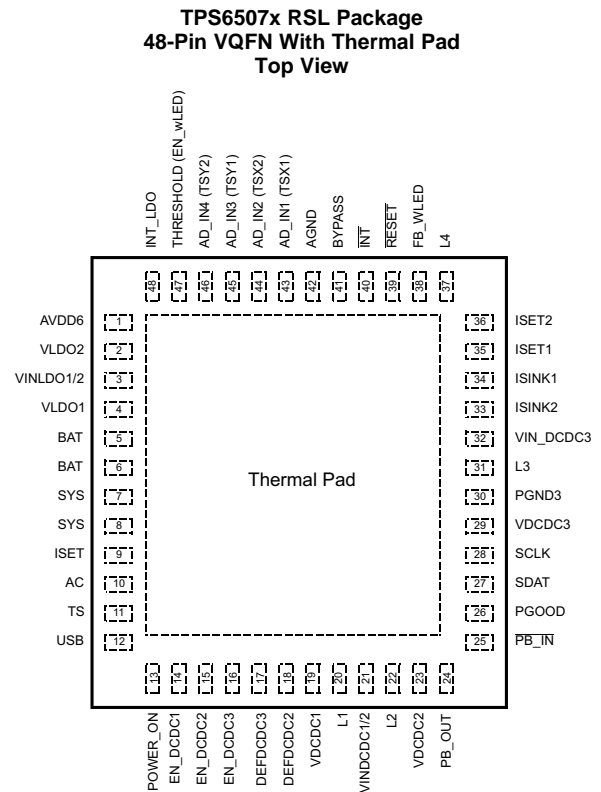 TPS6507x RSL Package
48-Pin VQFN With Thermal Pad
Top View
INT_LDO
THRESHOLD (EN_wLED)
AD_IN4 (TSY2)
AD_IN3 (TSY1)
AD_IN2 (TSX2)
AD_IN1 (TSX1)
AGND
BYPASS
INT
RESET
FB_WLED
L4
48
47
46
45
44
43
42
41
40
39
38
37
AVDD6 1
VLDO2 2
VINLDO1/2 3
VLDO1 4
BAT 5
BAT 6
SYS 7
SYS 8
ISET 9
AC 10
TS 11
USB 12
Thermal Pad
36 ISET2
35 ISET1
34 ISINK1
33 ISINK2
32 VIN_DCDC3
31 L3
30 PGND3
29 VDCDC3
28 SCLK
27 SDAT
26 PGOOD
25 PB_IN
13
14
15
16
17
18
19
20
21
22
23
24
POWER_ON
EN_DCDC1
EN_DCDC2
EN_DCDC3
DEFDCDC3
DEFDCDC2
VDCDC1
L1
VINDCDC1/2
L2
VDCDC2
PB_OUT